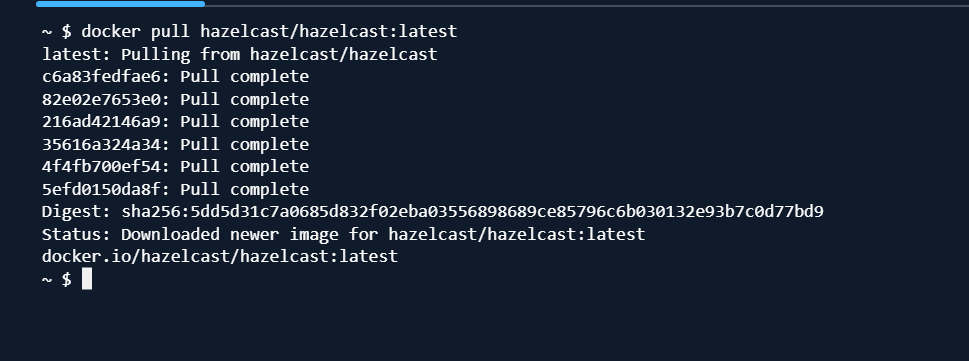 ~ $ docker pull hazelcast/hazelcast:latest
latest: Pulling from hazelcast/hazelcast
c6a83fedfae6: Pull complete
82e02e7653e0: Pull complete
216ad42146a9: Pull complete
35616a324a34: Pull complete
4f4fb700ef54: Pull complete
5efd0150da8f: Pull complete
Digest: sha256:5dd5d31c7a0685d832f02eba03556898689ce85796c6b030132e93b7c0d77bd9
Status: Downloaded newer image for hazelcast/hazelcast:latest
docker.io/hazelcast/hazelcast:latest
~ $